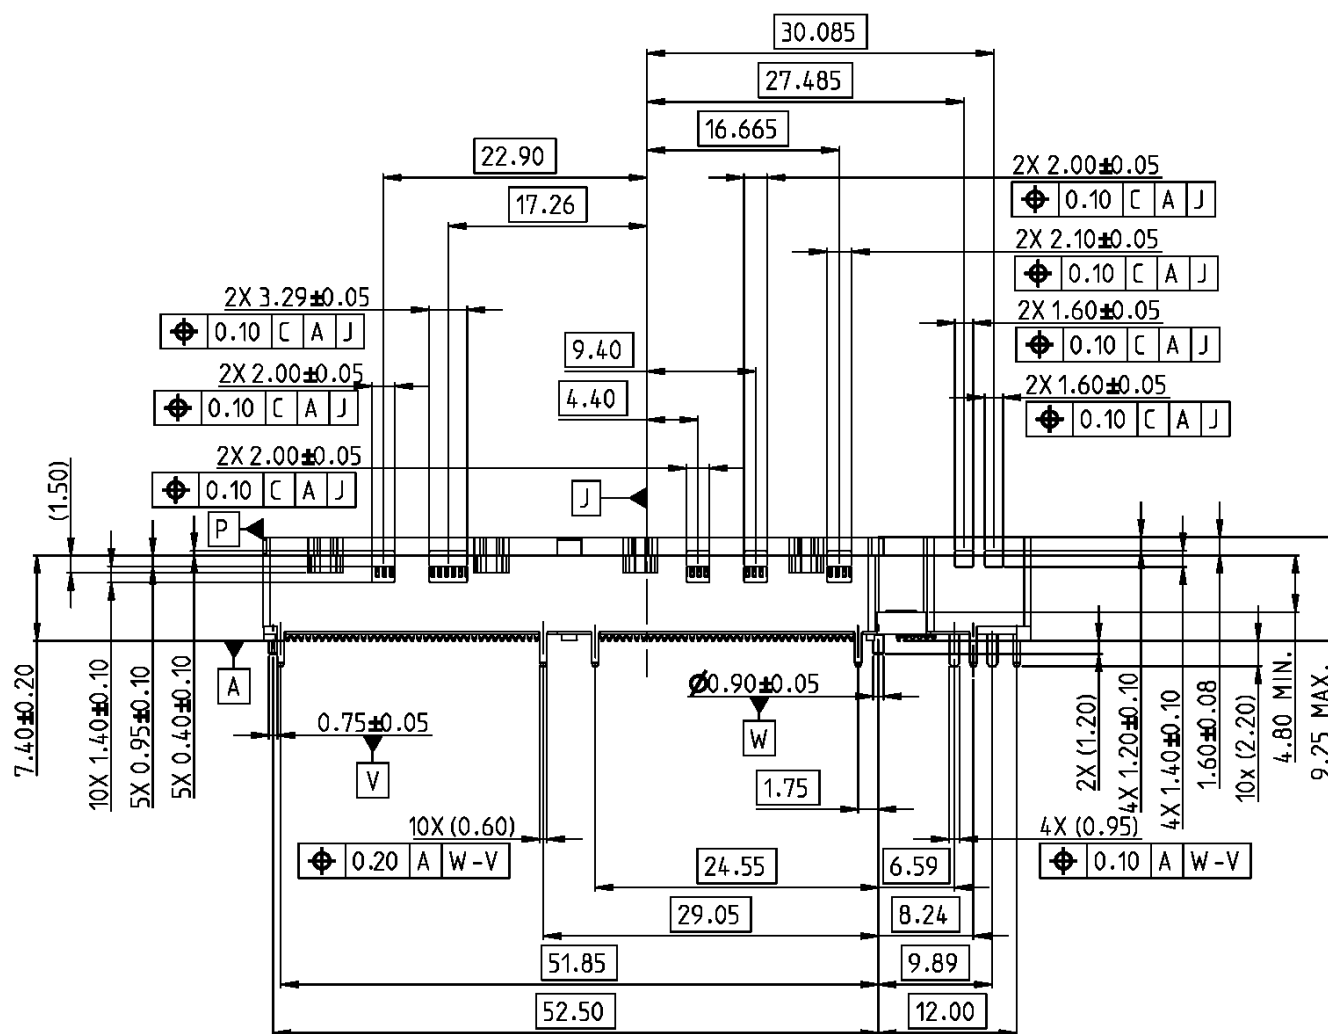 30.085
27.485
16.665
22.90
17.26
2X 2.00±0.05
⌖ 0.10 C A J
2X 2.10±0.05
⌖ 0.10 C A J
2X 3.29±0.05
⌖ 0.10 C A J
2X 1.60±0.05
⌖ 0.10 C A J
9.40
2X 2.00±0.05
⌖ 0.10 C A J
4.40
2X 1.60±0.05
⌖ 0.10 C A J
2X 2.00±0.05
⌖ 0.10 C A J
(1.50)
J
P
A
7.40±0.20
10X 1.40±0.10
5X 0.95±0.10
5X 0.40±0.10
0.75±0.05
V
Ø0.90±0.05
W
2X (1.20)
4X 1.20±0.10
4X 1.40±0.10
1.60±0.08
10x (2.20)
4.80 MIN.
9.25 MAX.
1.75
10X (0.60)
⌖ 0.20 A W-V
4X (0.95)
⌖ 0.10 A W-V
24.55
6.59
29.05
8.24
51.85
9.89
52.50
12.00